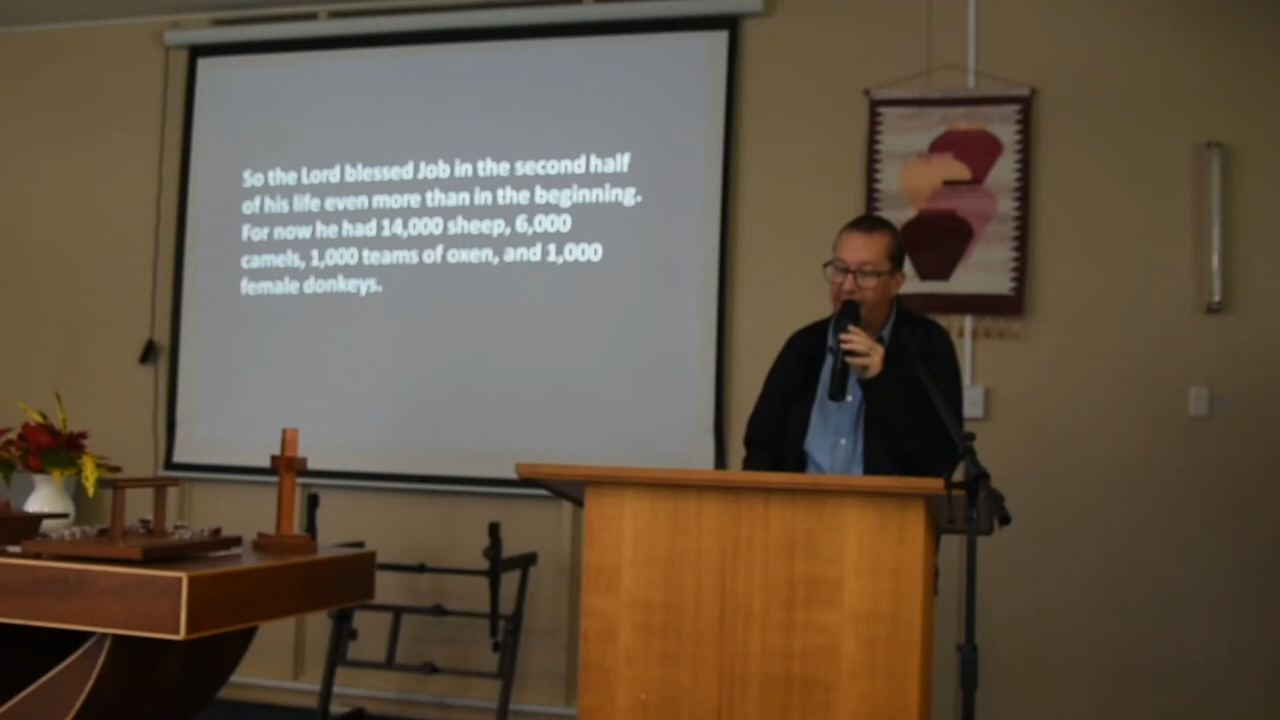 So the Lord blessed Job in the second half
of his life even more than in the beginning.
For now he had 14,000 sheep, 6,000
camels, 1,000 teams of oxen, and 1,000
female donkeys.